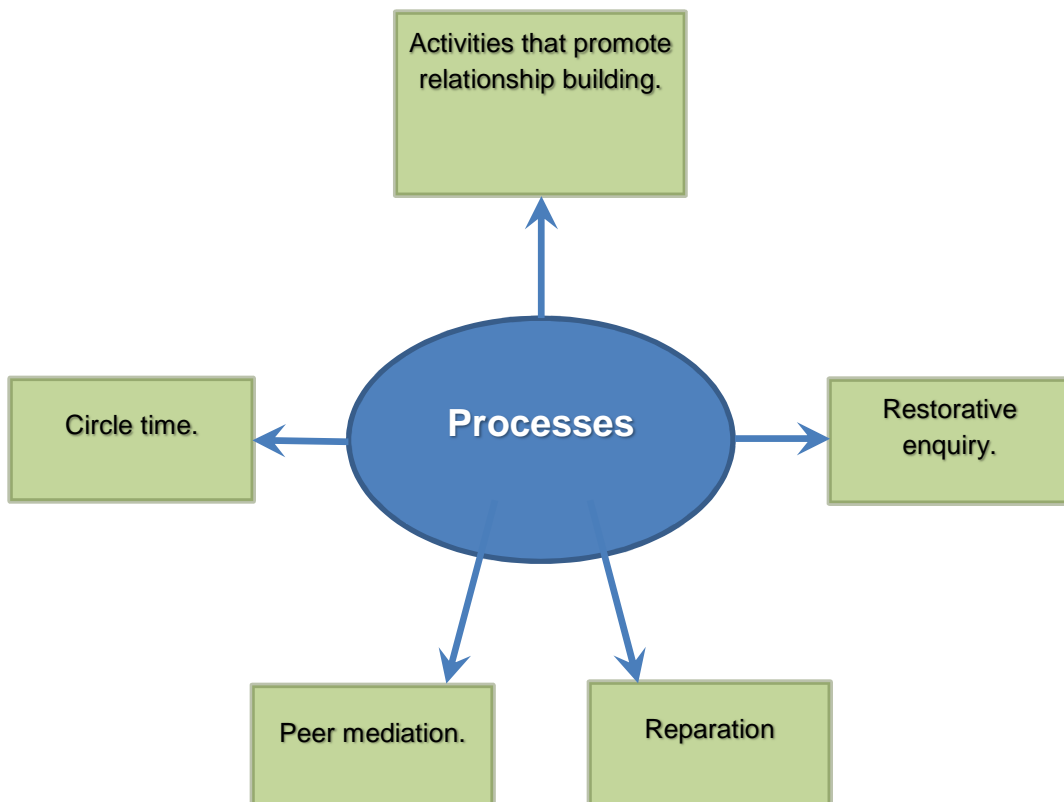 Activities that promote
relationship building.
Processes
Circle time.
Restorative
enquiry.
Peer mediation.
Reparation